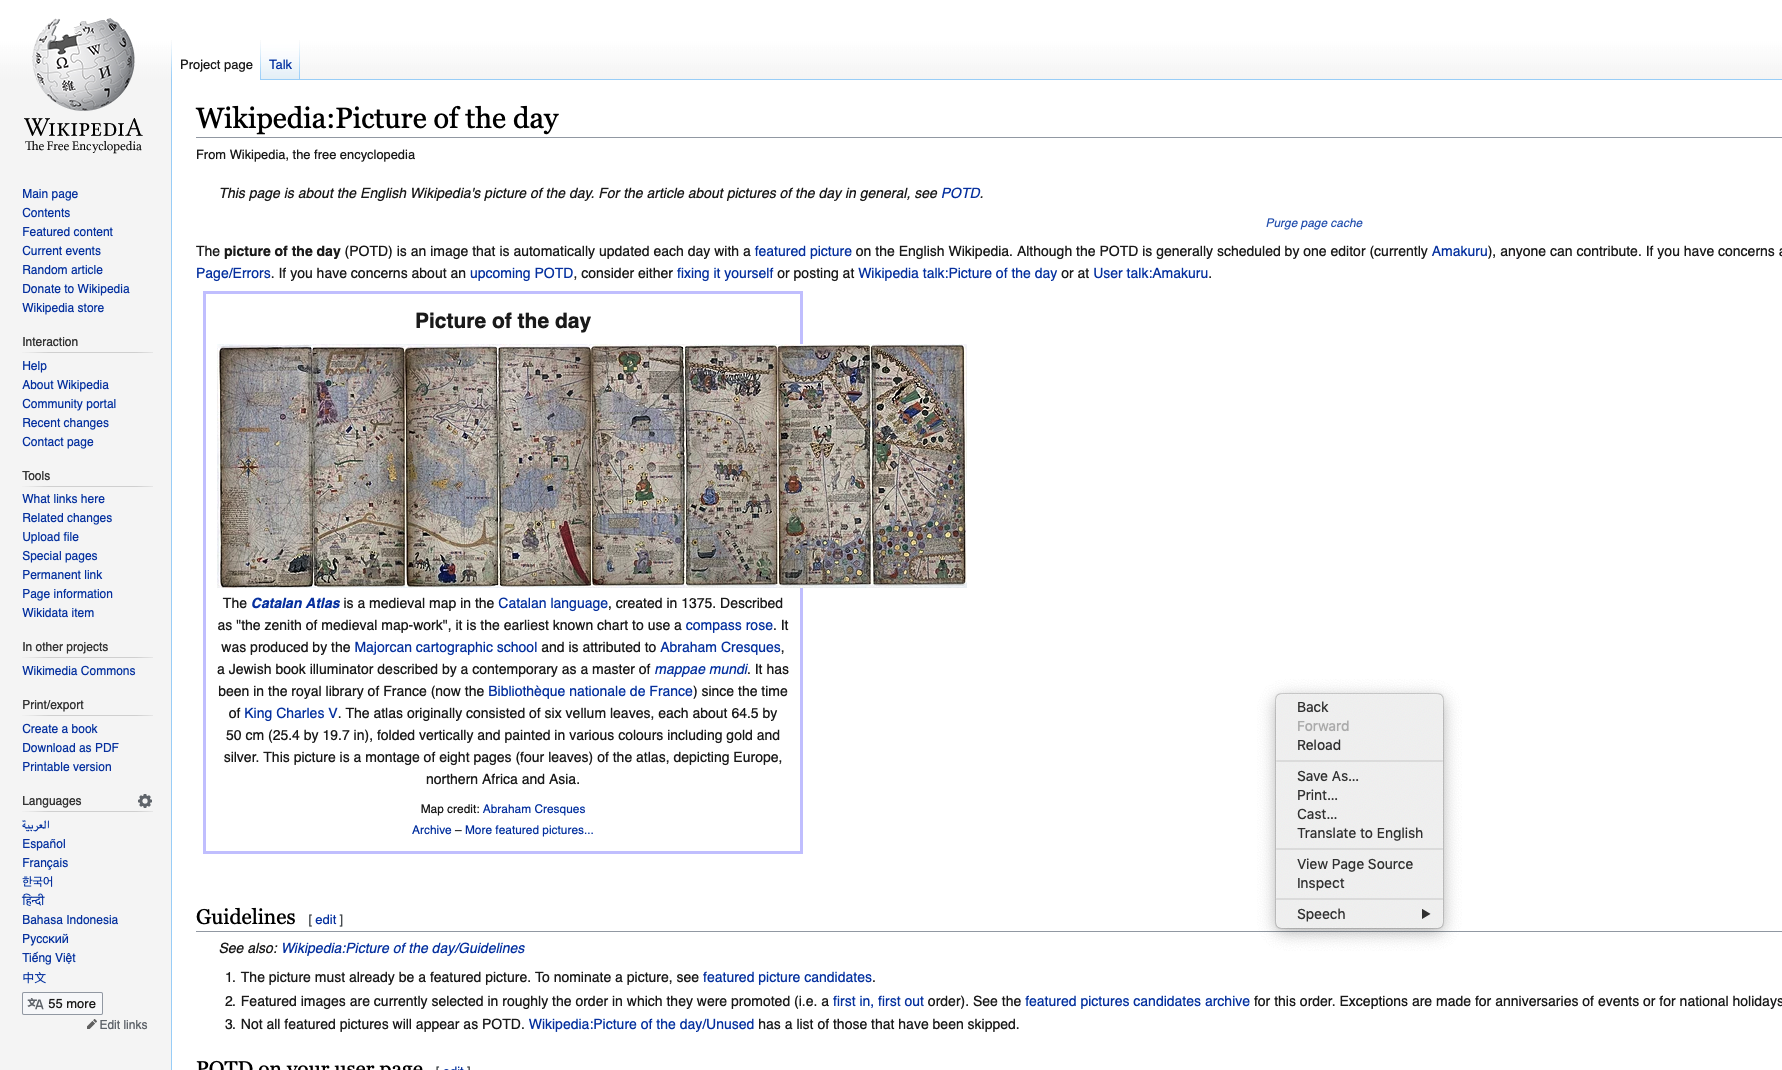 WIKIPEDIA
The Free Encyclopedia
Main page
Contents
Featured content
Current events
Random article
Donate to Wikipedia
Wikipedia store
Interaction
Help
About Wikipedia
Community portal
Recent changes
Contact page
Tools
What links here
Related changes
Upload file
Special pages
Permanent link
Page information
Wikidata item
In other projects
Wikimedia Commons
Print/export
Create a book
Download as PDF
Printable version
Languages
العربية
Español
Français
한국어
हिन्दी
Bahasa Indonesia
Русский
Tiếng Việt
中文
55 more
Edit links
Project page
Talk
Wikipedia:Picture of the day
From Wikipedia, the free encyclopedia
This page is about the English Wikipedia's picture of the day. For the article about pictures of the day in general, see POTD.
Purge page cache
The picture of the day (POTD) is an image that is automatically updated each day with a featured picture on the English Wikipedia. Although the POTD is generally scheduled by one editor (currently Amakuru), anyone can contribute. If you have concerns
Page/Errors. If you have concerns about an upcoming POTD, consider either fixing it yourself or posting at Wikipedia talk:Picture of the day or at User talk:Amakuru.
Picture of the day
The Catalan Atlas is a medieval map in the Catalan language, created in 1375. Described
as "the zenith of medieval map-work", it is the earliest known chart to use a compass rose. It
was produced by the Majorcan cartographic school and is attributed to Abraham Cresques,
a Jewish book illuminator described by a contemporary as a master of mappae mundi. It has
been in the royal library of France (now the Bibliothèque nationale de France) since the time
of King Charles V. The atlas originally consisted of six vellum leaves, each about 64.5 by
50 cm (25.4 by 19.7 in), folded vertically and painted in various colours including gold and
silver. This picture is a montage of eight pages (four leaves) of the atlas, depicting Europe,
northern Africa and Asia.
Map credit: Abraham Cresques
Archive – More featured pictures...
Back
Forward
Reload
Save As...
Print...
Cast...
Translate to English
View Page Source
Inspect
Speech
Guidelines [ edit ]
See also: Wikipedia:Picture of the day/Guidelines
1. The picture must already be a featured picture. To nominate a picture, see featured picture candidates.
2. Featured images are currently selected in roughly the order in which they were promoted (i.e. a first in, first out order). See the featured pictures candidates archive for this order. Exceptions are made for anniversaries of events or for national holidays
3. Not all featured pictures will appear as POTD. Wikipedia:Picture of the day/Unused has a list of those that have been skipped.
POTD on your user page [ edit ]